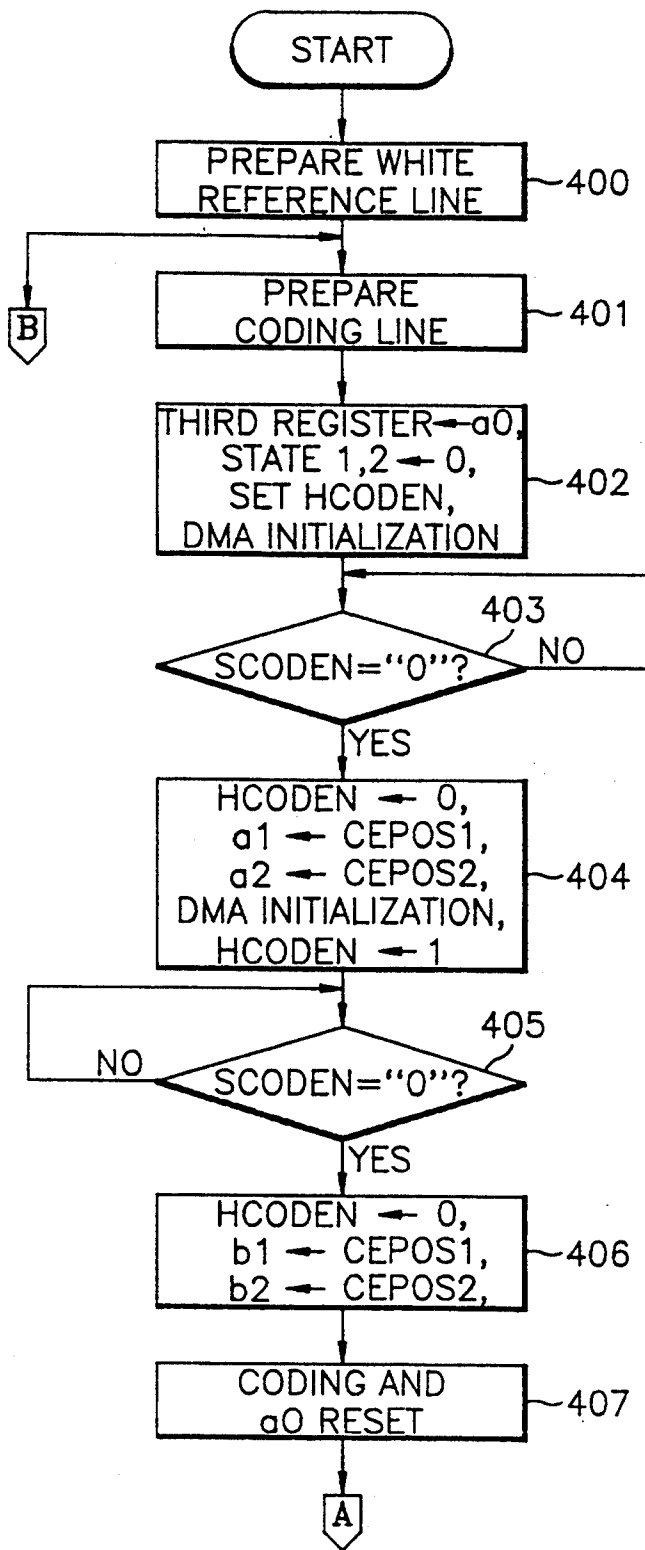 START
PREPARE WHITE
REFERENCE LINE
400
B
PREPARE
CODING LINE
401
THIRD REGISTER←a0,
STATE 1,2 ← 0,
SET HCODEN,
DMA INITIALIZATION
402
403
SCODEN="0"?
NO
YES
HCODEN ← 0,
a1 ← CEPOS1,
a2 ← CEPOS2,
DMA INITIALIZATION,
HCODEN ← 1
404
405
NO
SCODEN="0"?
YES
HCODEN ← 0,
b1 ← CEPOS1,
b2 ← CEPOS2,
406
CODING AND
a0 RESET
407
A